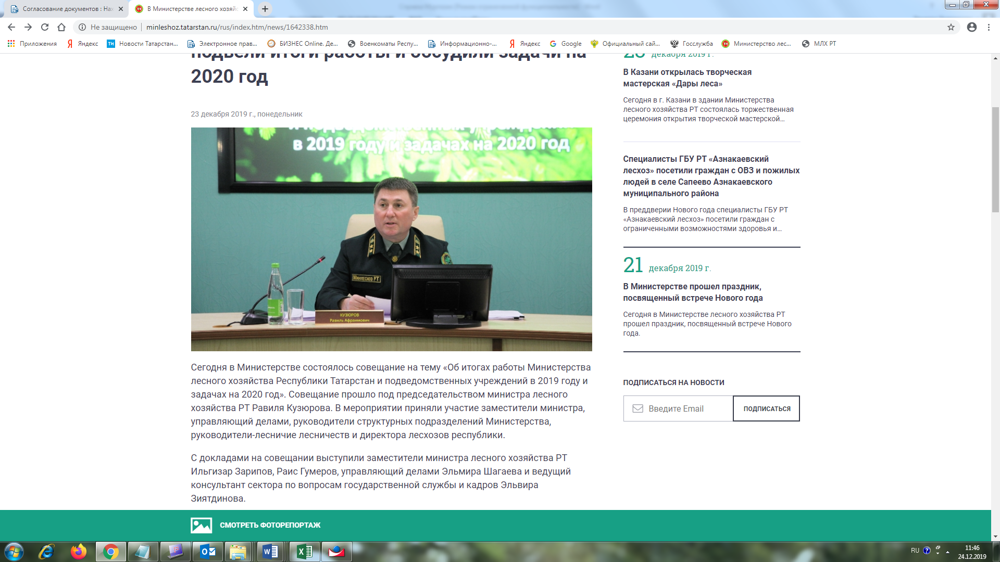 Согласование документов : Нах
В Министерстве лесного хозяйс
Не защищено
minleshoz.tatarstan.ru/rus/index.htm/news/1642338.htm
Приложения
Яндекс
Новости Татарстан...
Электронное прав...
БИЗНЕС Online. Де...
Военкоматы Респу...
Информационно-...
Яндекс
Google
Официальный сай...
Госслужба
Министерство лес...
МЛХ РТ
подвели итоги работы и обсудили задачи на
2020 год
23 декабря 2019 г., понедельник
и подведомственных учреждений
в 2019 году и задачах на 2020 год
Минлесхоз РТ
КУЗЮРОВ
Равиль Афраимович
Сегодня в Министерстве состоялось совещание на тему «Об итогах работы Министерства
лесного хозяйства Республики Татарстан и подведомственных учреждений в 2019 году и
задачах на 2020 год». Совещание прошло под председательством министра лесного
хозяйства РТ Равиля Кузюрова. В мероприятии приняли участие заместители министра,
управляющий делами, руководители структурных подразделений Министерства,
руководители-лесничие лесничеств и директора лесхозов республики.
С докладами на совещании выступили заместители министра лесного хозяйства РТ
Ильгизар Зарипов, Раис Гумеров, управляющий делами Эльмира Шагаева и ведущий
консультант сектора по вопросам государственной службы и кадров Эльвира
Зиятдинова.
СМОТРЕТЬ ФОТОРЕПОРТАЖ
23 декабря 2019 г.
В Казани открылась творческая
мастерская «Дары леса»
Сегодня в г. Казани в здании Министерства
лесного хозяйства РТ состоялась торжественная
церемония открытия творческой мастерской...
Специалисты ГБУ РТ «Азнакаевский
лесхоз» посетили граждан с ОВЗ и пожилых
людей в селе Сапеево Азнакаевского
муниципального района
В преддверии Нового года специалисты ГБУ РТ
«Азнакаевский лесхоз» посетили граждан с
ограниченными возможностями здоровья и...
21 декабря 2019 г.
В Министерстве прошел праздник,
посвященный встрече Нового года
Сегодня в Министерстве лесного хозяйства РТ
прошел праздник, посвященный встрече Нового
года.
ПОДПИСАТЬСЯ НА НОВОСТИ
Введите Email
ПОДПИСАТЬСЯ
RU
11:46
24.12.2019